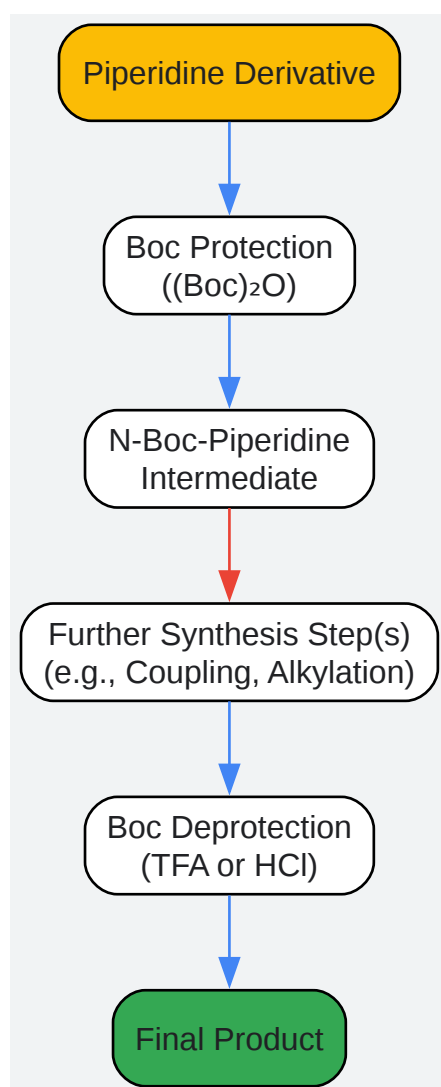 Piperidine Derivative
Boc Protection
((Boc)₂O)
N-Boc-Piperidine
Intermediate
Further Synthesis Step(s)
(e.g., Coupling, Alkylation)
Boc Deprotection
(TFA or HCl)
Final Product